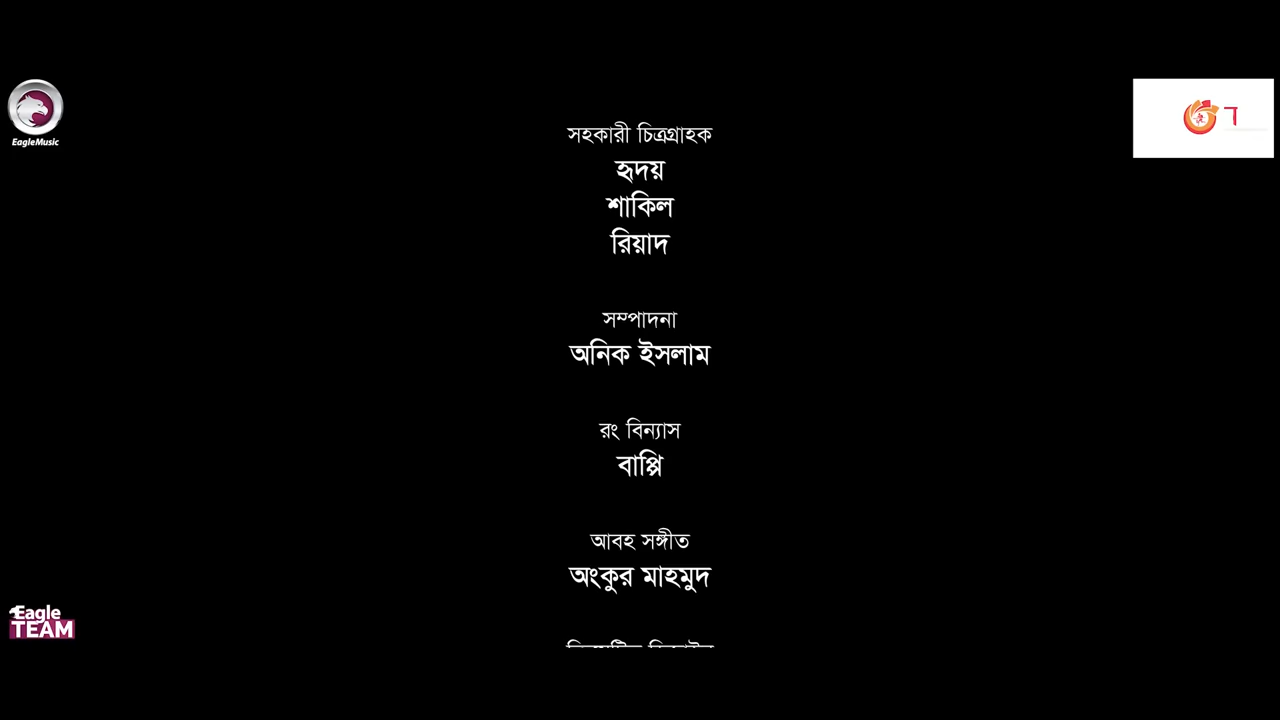 EagleMusic
সহকারী চিত্রগ্রাহক
হৃদয়
শাকিল
রিয়াদ
সম্পাদনা
অনিক ইসলাম
রং বিন্যাস
বাপ্পি
আবহ সঙ্গীত
অংকুর মাহমুদ
Eagle
TEAM